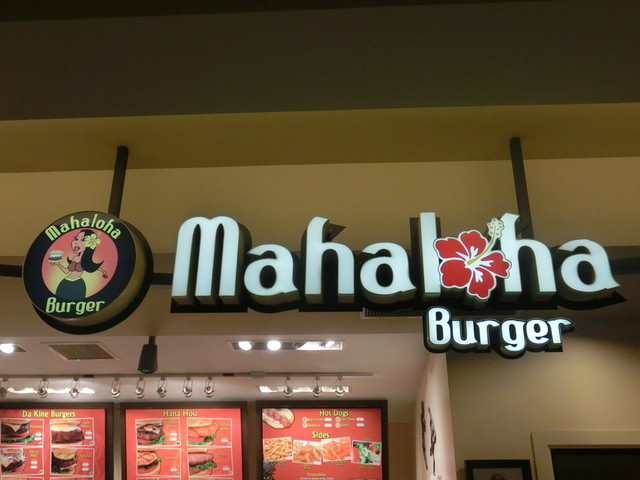 Mahaloha
Burger
Mahaloha
Burger
Da Kine Burgers
Hana Hou
Hot Dogs
Sides